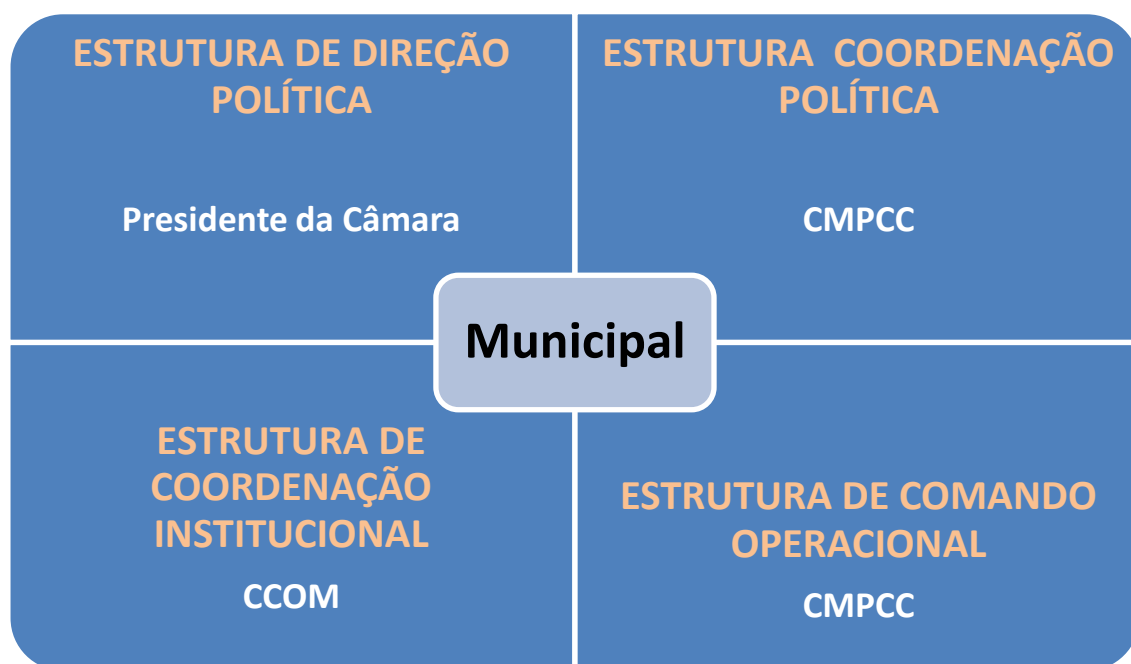 ESTRUTURA DE DIREÇÃO
POLÍTICA
Presidente da Câmara
ESTRUTURA COORDENAÇÃO
POLÍTICA
CMPCC
Municipal
ESTRUTURA DE
COORDENAÇÃO
INSTITUCIONAL
CCOM
ESTRUTURA DE COMANDO
OPERACIONAL
CMPCC